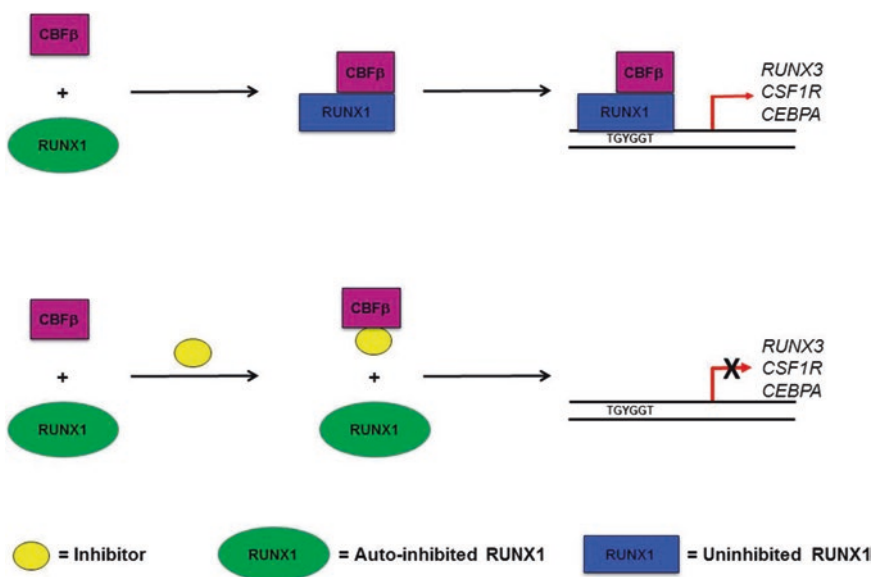 CBFβ
+
RUNX1
CBFβ
RUNX1
CBFβ
RUNX1
TGYGGT
RUNX3
CSF1R
CEBPA
CBFβ
+
RUNX1
CBFβ
+
RUNX1
TGYGGT
X
RUNX3
CSF1R
CEBPA
= Inhibitor
RUNX1 = Auto-inhibited RUNX1
RUNX1 = Uninhibited RUNX1